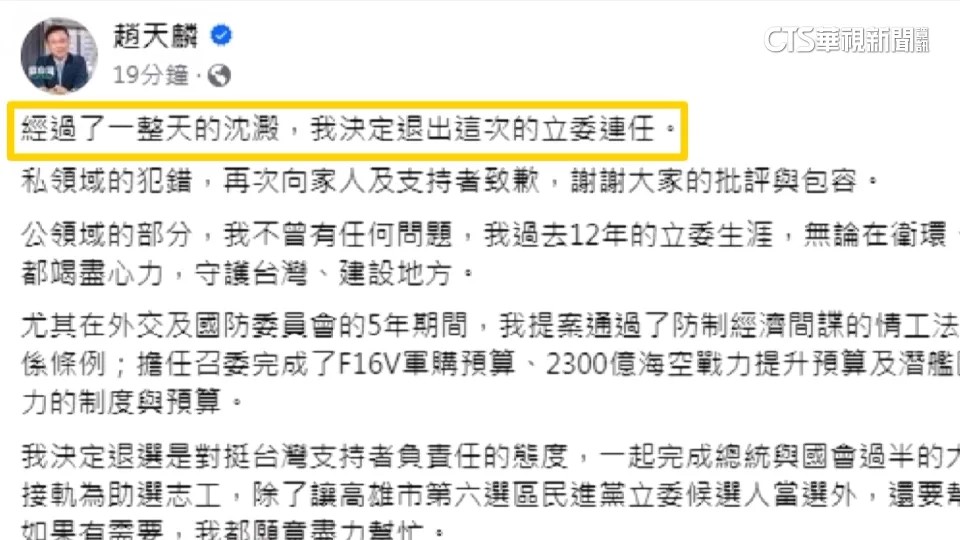 趙天麟
CTS華視新聞
19分鐘·
經過了一整天的沈澱，我決定退出這次的立委連任。
私領域的犯錯，再次向家人及支持者致歉，謝謝大家的批評與包容。
公領域的部分，我不曾有任何問題，我過去12年的立委生涯，無論在衛環、
都竭盡心力，守護台灣、建設地方。
尤其在外交及國防委員會的5年期間，我提案通過了防制經濟間諜的情工法
係條例；擔任召委完成了F16V軍購預算、2300億海空戰力提升預算及潛艦
力的制度與預算。
我決定退選是對挺台灣支持者負責任的態度，一起完成總統與國會過半的
接軌為助選志工，除了讓高雄市第六選區民進黨立委候選人當選外，還要
如果有需要，我都願意盡力幫忙。